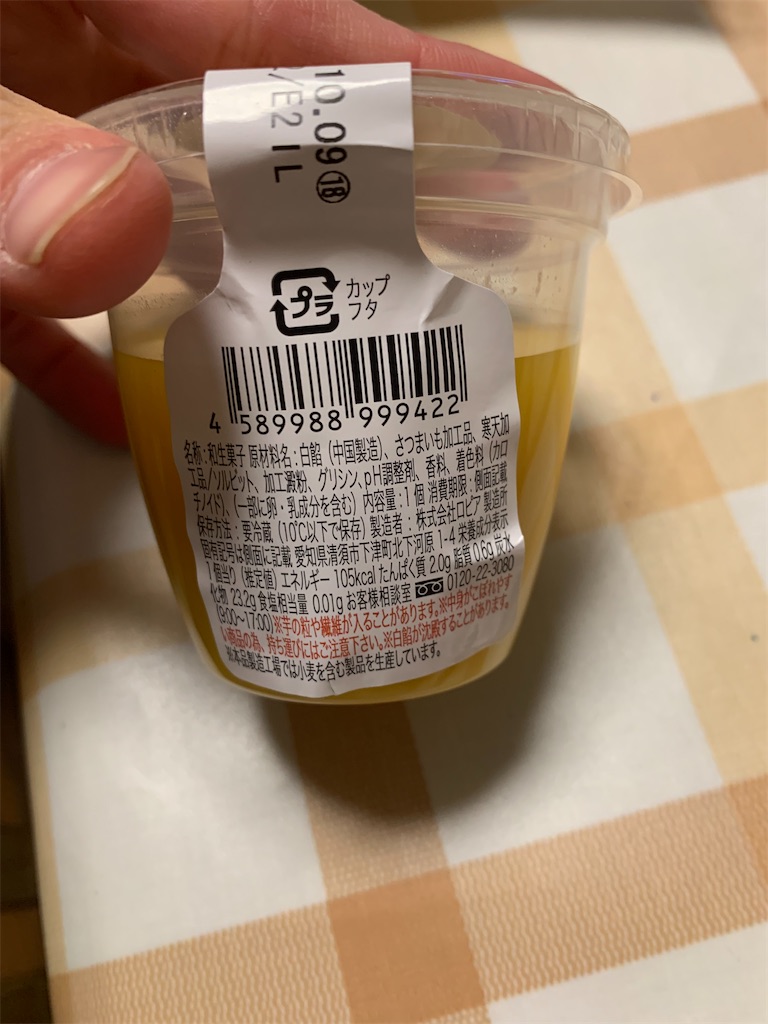 10.09⑱
/E21L
プラ
カップ
フタ
4 589988 999422
名称:和生菓子 原材料名:白餡(中国製造)、さつまいも加工品、寒天加
工品/ソルビット、加工澱粉、グリシン、pH調整剤、香料、着色料(カロ
チノイド)、(一部に卵・乳成分を含む) 内容量:1個 消費期限:側面記載
保存方法:要冷蔵(10℃以下で保存) 製造者:株式会社ロピア 製造所
固有記号は側面に記載 愛知県清須市下津町北下河原 1-4 栄養成分表示
1個当り(推定値) エネルギー 105kcal たんぱく質 2.0g 脂質 0.6g 炭水
化物 23.2g 食塩相当量 0.01g お客様相談室 0120-22-3080
(9:00〜17:00)※芋の粒や繊維が入ることがあります。※中身がこぼれやす
い商品の為、持ち運びにはご注意下さい。※白餡が沈殿することがあります。
※本品製造工場では小麦を含む製品を生産しています。